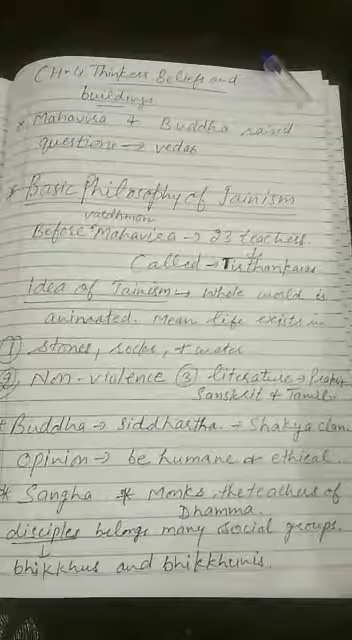 CH-4 Thinkers Beliefs and
buildings
* Mahavira & Buddha raised
question → vedas
* Basic Philosophy of Jainism
vardhman
Before Mahavira → 23 teachers.
Called → Tirthankaras
Idea of Jainism → Whole world is
animated. Mean life exists in
(1) Stones, rocks, & water
(2) Non-violence (3) literature →
Sanskrit & Tamil.
* Buddha → Siddhartha → Shakya clan
Opinion → be humane & ethical.
* Sangha * Monks, the teachers of
Dhamma.
disciples belongs many social groups.
↓
bhikkhus and bhikkhunis.